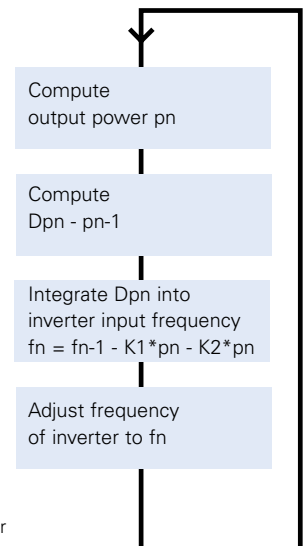 Compute
output power pn
Compute
Dpn - pn-1
Integrate Dpn into
inverter input frequency
fn = fn-1 - K1*pn - K2*pn
Adjust frequency
of inverter to fn
r